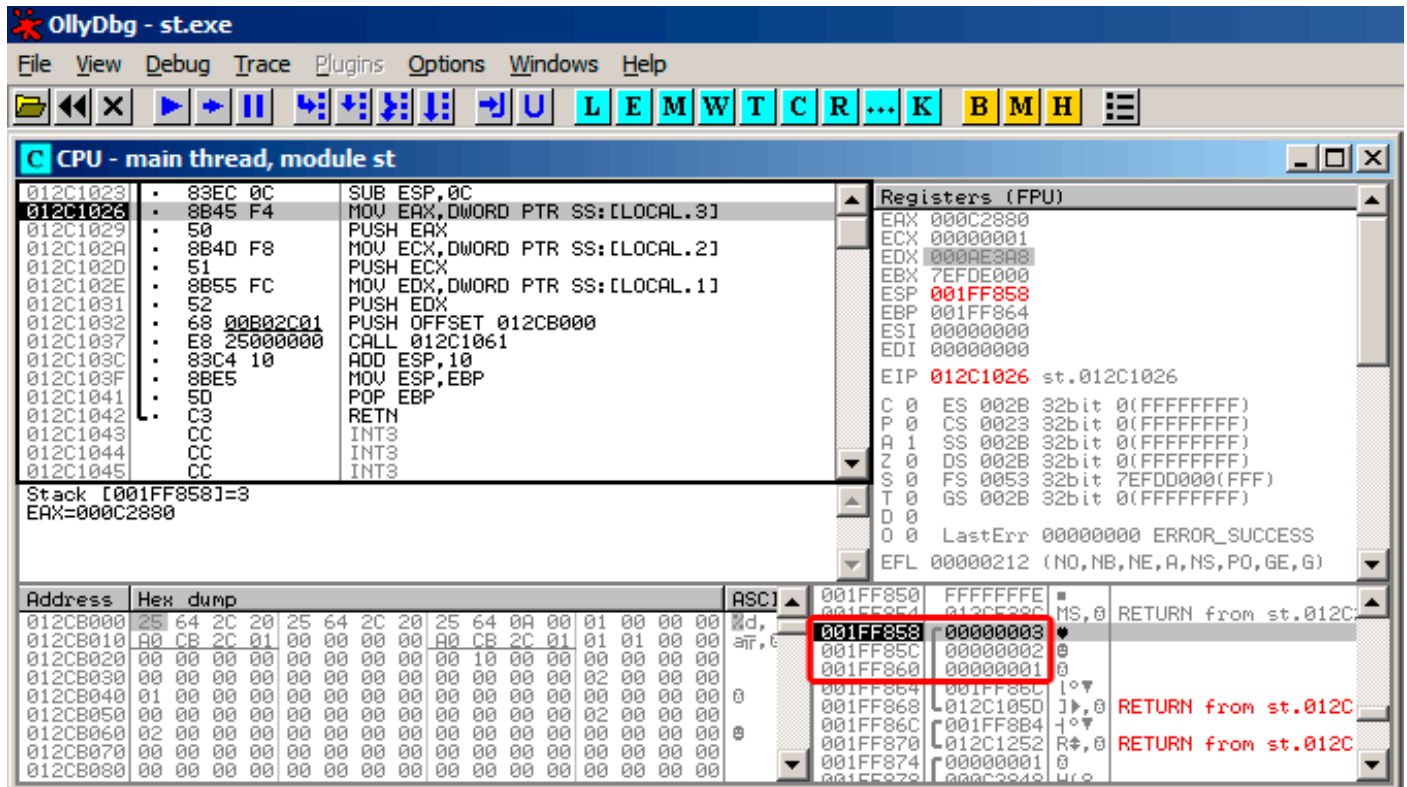 OllyDbg - st.exe
File View Debug Trace Plugins Options Windows Help
L E M W T C R ... K B M H
C CPU - main thread, module st
012C1023 · 83EC 0C SUB ESP,0C
012C1026 · 8B45 F4 MOV EAX,DWORD PTR SS:[LOCAL.3]
012C1029 · 50 PUSH EAX
012C102A · 8B4D F8 MOV ECX,DWORD PTR SS:[LOCAL.2]
012C102D · 51 PUSH ECX
012C102E · 8B55 FC MOV EDX,DWORD PTR SS:[LOCAL.1]
012C1031 · 52 PUSH EDX
012C1032 · 68 00B02C01 PUSH OFFSET 012CB000
012C1037 · E8 25000000 CALL 012C1061
012C103C · 83C4 10 ADD ESP,10
012C103F · 8BE5 MOV ESP,EBP
012C1041 · 5D POP EBP
012C1042 · C3 RETN
012C1043 CC INT3
012C1044 CC INT3
012C1045 CC INT3
Stack [001FF858]=3
EAX=000C2880
Registers (FPU)
EAX 000C2880
ECX 00000001
EDX 000AE3A8
EBX 7EFDE000
ESP 001FF858
EBP 001FF864
ESI 00000000
EDI 00000000
EIP 012C1026 st.012C1026
C 0 ES 002B 32bit 0(FFFFFFFF)
P 0 CS 0023 32bit 0(FFFFFFFF)
A 1 SS 002B 32bit 0(FFFFFFFF)
Z 0 DS 002B 32bit 0(FFFFFFFF)
S 0 FS 0053 32bit 7EFDD000(FFF)
T 0 GS 002B 32bit 0(FFFFFFFF)
D 0
O 0 LastErr 00000000 ERROR_SUCCESS
EFL 00000212 (NO,NB,NE,A,NS,PO,GE,G)
Address Hex dump ASCI
012CB000 25 64 2C 20 25 64 2C 20 25 64 0A 00 01 00 00 00 %d,
012CB010 A0 CB 2C 01 00 00 00 00 A0 CB 2C 01 01 01 00 00
012CB020 00 00 00 00 00 00 00 00 00 10 00 00 00 00 00 00
012CB030 00 00 00 00 00 00 00 00 00 00 00 00 02 00 00 00
012CB040 01 00 00 00 00 00 00 00 00 00 00 00 00 00 00 00
012CB050 00 00 00 00 00 00 00 00 00 00 00 00 02 00 00 00
012CB060 02 00 00 00 00 00 00 00 00 00 00 00 00 00 00 00
012CB070 00 00 00 00 00 00 00 00 00 00 00 00 00 00 00 00
012CB080 00 00 00 00 00 00 00 00 00 00 00 00 00 00 00 00
001FF850 FFFFFFFE
RETURN from st.012C
001FF858 00000003
001FF85C 00000002
001FF860 00000001
001FF864 001FF86C
001FF868 012C105D RETURN from st.012C
001FF86C 001FF8B4
001FF870 012C1252 RETURN from st.012C
001FF874 00000001